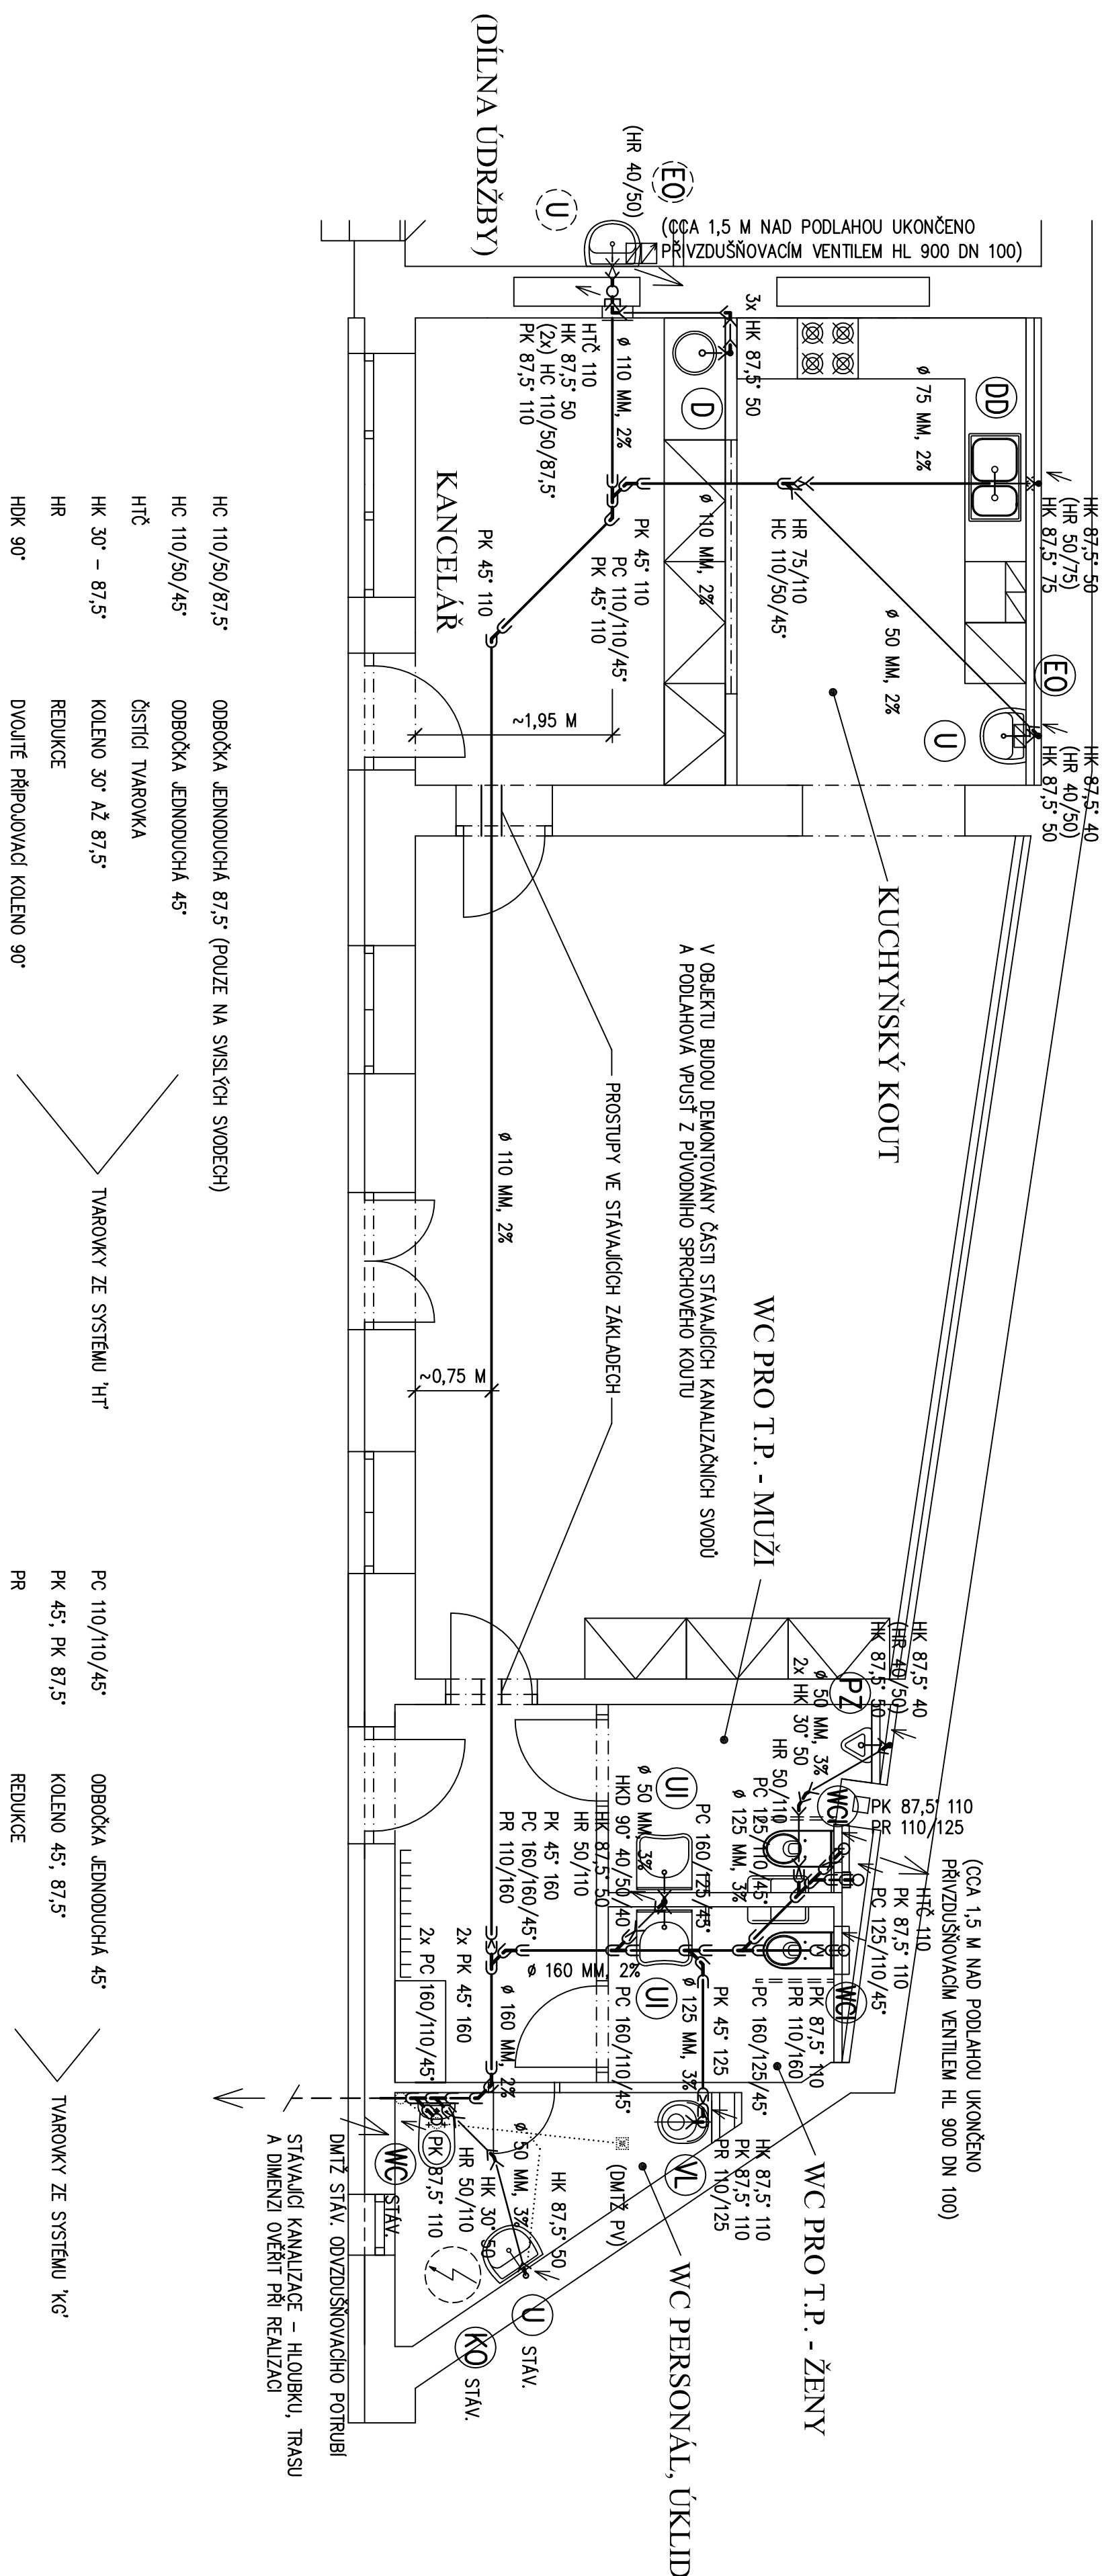 HK 87,5° 50
(HR 50/75)
HK 87,5° 75
HK 87,5° 40
(HR 40/50)
HK 87,5° 50
EO
U
DD
ø 75 MM, 2%
ø 50 MM, 2%
HR 75/110
HC 110/50/45°
KUCHYŇSKÝ KOUT
(CCA 1,5 M NAD PODLAHOU UKONČENO
PŘIVZDUŠŇOVACÍM VENTILEM HL 900 DN 100)
EO
(HR 40/50)
U
(DÍLNA ÚDRŽBY)
3x HK 87,5° 50
D
ø 110 MM, 2%
ø 110 MM, 2%
HTČ 110
HK 87,5° 50
(2x) HC 110/50/87,5°
PK 87,5° 110
PK 45° 110
PC 110/110/45°
PK 45° 110
PK 45° 110
KANCELÁŘ
~1,95 M
V OBJEKTU BUDOU DEMONTOVÁNY ČÁSTI STÁVAJÍCÍCH KANALIZAČNÍCH SVODŮ
A PODLAHOVÁ VPUSŤ Z PŮVODNÍHO SPRCHOVÉHO KOUTU
PROSTUPY VE STÁVAJÍCÍCH ZÁKLADECH
ø 110 MM, 2%
~0,75 M
WC PRO T.P. - MUŽI
HK 87,5° 40
(HR 40/50)
HK 87,5° 50
PZ
ø 50 MM, 3%
2x HK 30° 50
HR 50/110
WCI
PK 87,5° 110
PR 110/125
PC 125/110/45°
ø 125 MM, 3%
(CCA 1,5 M NAD PODLAHOU UKONČENO
PŘIVZDUŠŇOVACÍM VENTILEM HL 900 DN 100)
HTČ 110
PK 87,5° 110
PC 125/110/45°
WCI
PK 87,5° 110
PR 110/160
PC 160/125/45°
UI
PC 160/125/45°
ø 50 MM, 3%
HKD 90° 40/50/40
HK 87,5° 50
HR 50/110
UI
PK 45° 160
PC 160/160/45°
PR 110/160
ø 160 MM, 2%
PC 160/110/45°
ø 125 MM, 3%
PK 45° 125
WC PRO T.P. - ŽENY
HK 87,5° 110
PK 87,5° 110
PR 110/125
VL
WC PERSONÁL, ÚKLID
(DMTŽ PV)
ø 160 MM, 2%
2x PK 45° 160
2x PC 160/110/45°
HK 87,5° 50
ø 50 MM, 3%
HK 30° 50
HR 50/110
PK 87,5° 110
WC
STÁV.
U
STÁV.
KO
STÁV.
DMTŽ STÁV. ODVZDUŠŇOVACÍHO POTRUBÍ
STÁVAJÍCÍ KANALIZACE – HLOUBKU, TRASU
A DIMENZI OVĚŘIT PŘI REALIZACI
HC 110/50/87,5° ODBOČKA JEDNODUCHÁ 87,5° (POUZE NA SVISLÝCH SVODECH)
HC 110/50/45° ODBOČKA JEDNODUCHÁ 45°
HTČ ČISTÍCÍ TVAROVKA
HK 30° – 87,5° KOLENO 30° AŽ 87,5°
HR REDUKCE
HDK 90° DVOJITÉ PŘIPOJOVACÍ KOLENO 90°
TVAROVKY ZE SYSTÉMU 'HT'
PC 110/110/45° ODBOČKA JEDNODUCHÁ 45°
PK 45°, PK 87,5° KOLENO 45°, 87,5°
PR REDUKCE
TVAROVKY ZE SYSTÉMU 'KG'